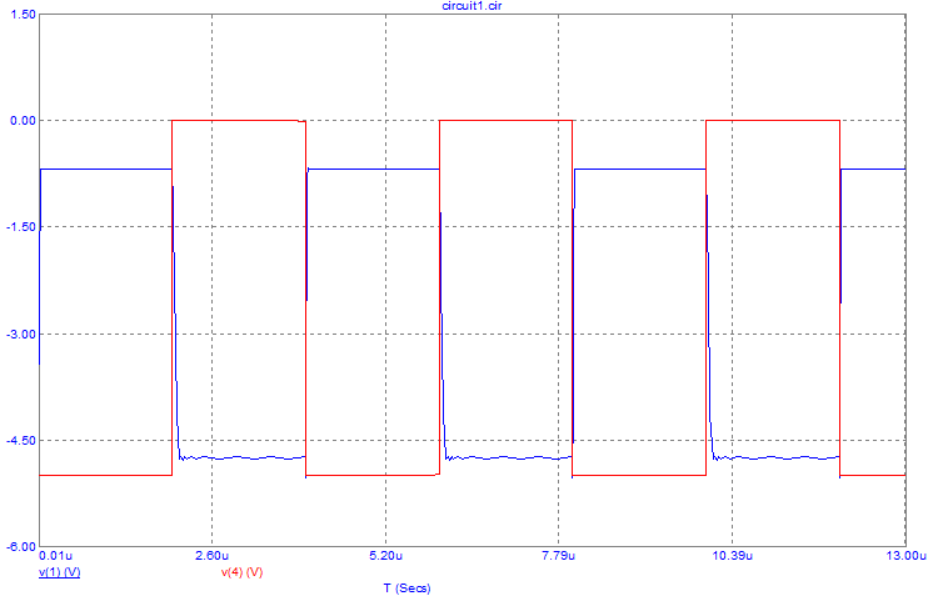 circuit1.cir
1.50
0.00
-1.50
-3.00
-4.50
-6.00
0.01u 2.60u 5.20u 7.79u 10.39u 13.00u
v(1) (V) v(4) (V)
T (Secs)